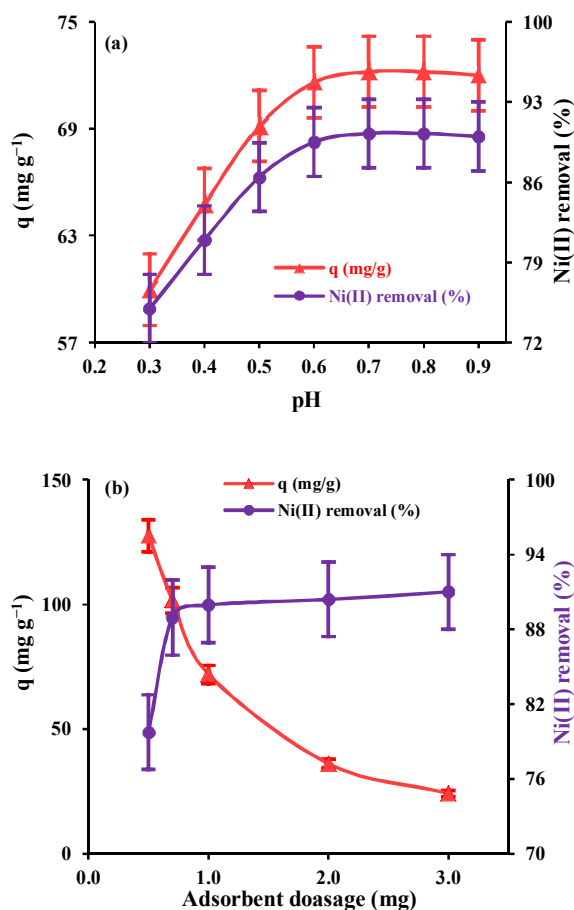 (a)
q (mg g⁻¹)
75
69
63
57
100
93
86
79
72
Ni(II) removal (%)
q (mg/g)
Ni(II) removal (%)
0.2 0.3 0.4 0.5 0.6 0.7 0.8 0.9
pH
(b)
q (mg g⁻¹)
150
100
50
0
100
94
88
82
76
70
Ni(II) removal (%)
q (mg/g)
Ni(II) removal (%)
0.0 1.0 2.0 3.0
Adsorbent doasage (mg)